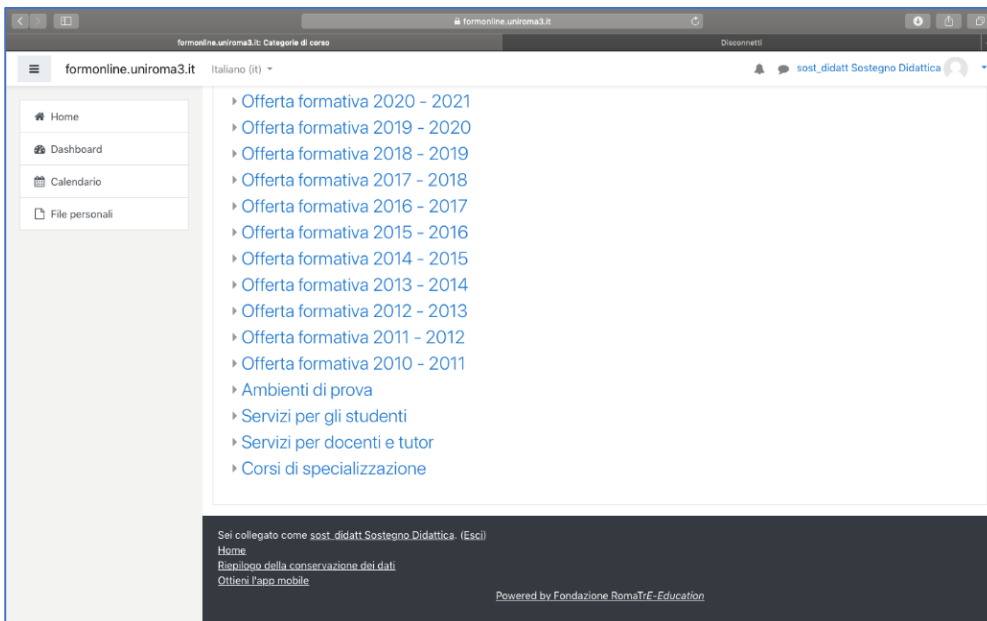 formonline.uniroma3.it
formonline.uniroma3.it: Categorie di corso
Disconnetti
formonline.uniroma3.it
Italiano (it)
sost_didatt Sostegno Didattica
Home
Dashboard
Calendario
File personali
Offerta formativa 2020 - 2021
Offerta formativa 2019 - 2020
Offerta formativa 2018 - 2019
Offerta formativa 2017 - 2018
Offerta formativa 2016 - 2017
Offerta formativa 2015 - 2016
Offerta formativa 2014 - 2015
Offerta formativa 2013 - 2014
Offerta formativa 2012 - 2013
Offerta formativa 2011 - 2012
Offerta formativa 2010 - 2011
Ambienti di prova
Servizi per gli studenti
Servizi per docenti e tutor
Corsi di specializzazione
Sei collegato come sost_didatt Sostegno Didattica. (Esci)
Home
Riepilogo della conservazione dei dati
Ottieni l'app mobile
Powered by Fondazione RomaTrE-Education